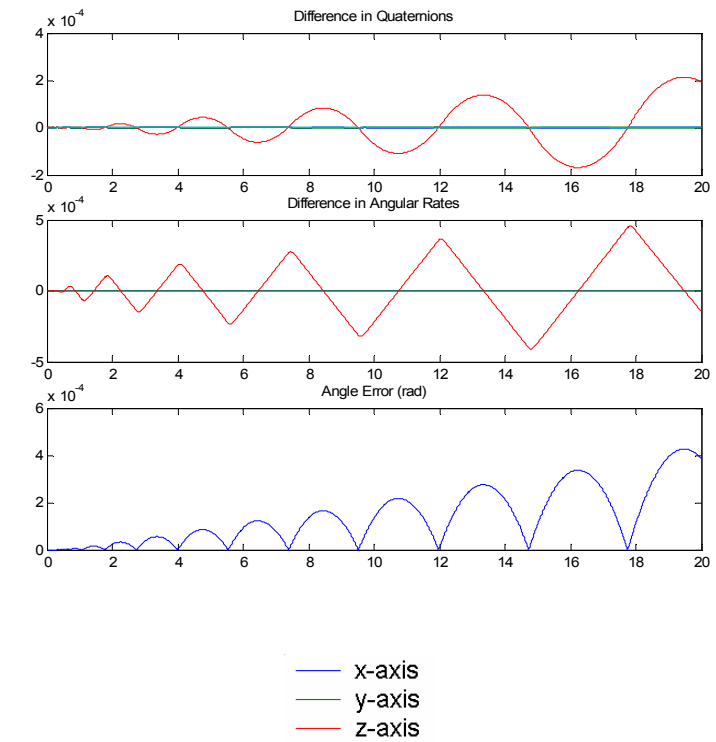 Difference in Quaternions
x 10-4
4
2
0
-2
0 2 4 6 8 10 12 14 16 18 20
Difference in Angular Rates
x 10-4
5
0
-5
0 2 4 6 8 10 12 14 16 18 20
Angle Error (rad)
x 10-4
6
4
2
0
0 2 4 6 8 10 12 14 16 18 20
x-axis
y-axis
z-axis